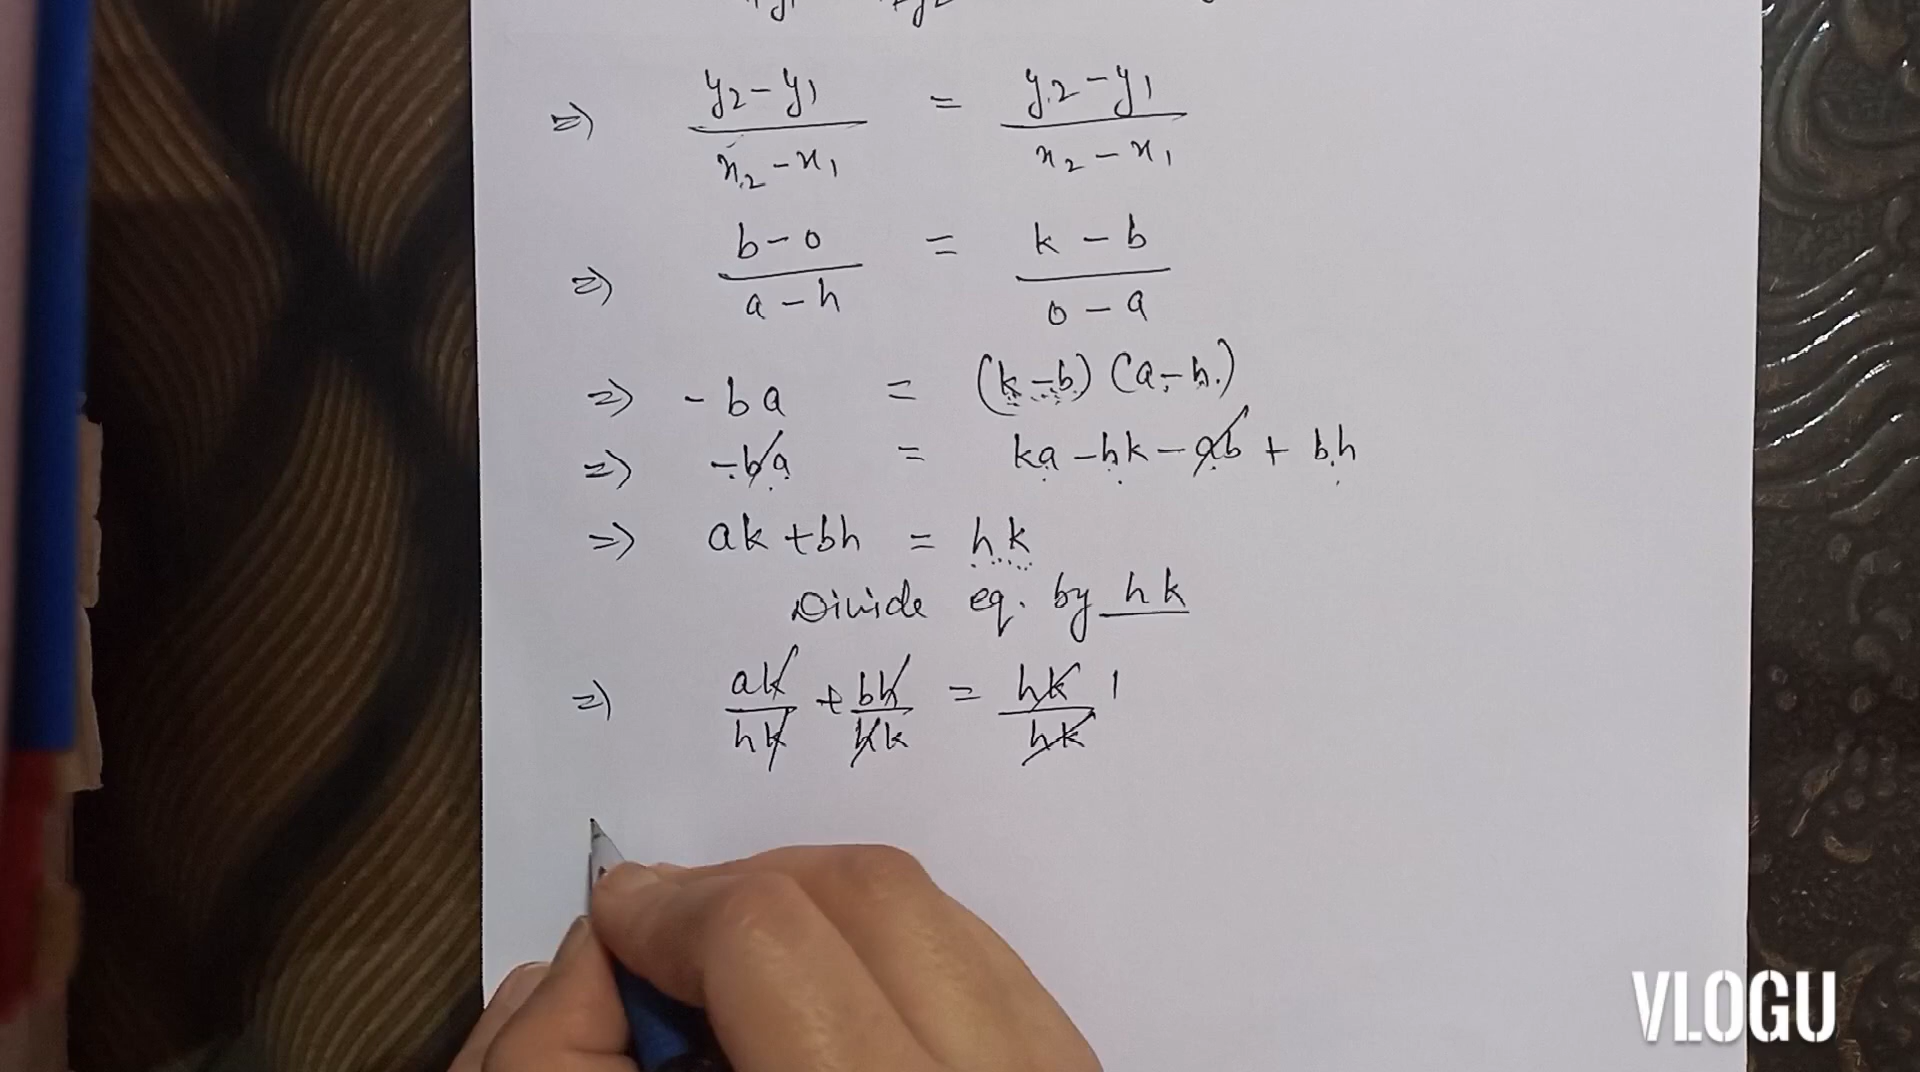 => y2 - y1 / x2 - x1 = y2 - y1 / x2 - x1
=> b - 0 / a - h = k - b / 0 - a
=> - ba = (k - b) (a - h)
=> - ba = ka - hk - ab + bh
=> ak + bh = hk
Divide eq. by hk
=> ak / hk + bh / hk = hk / hk 1
VLOGU